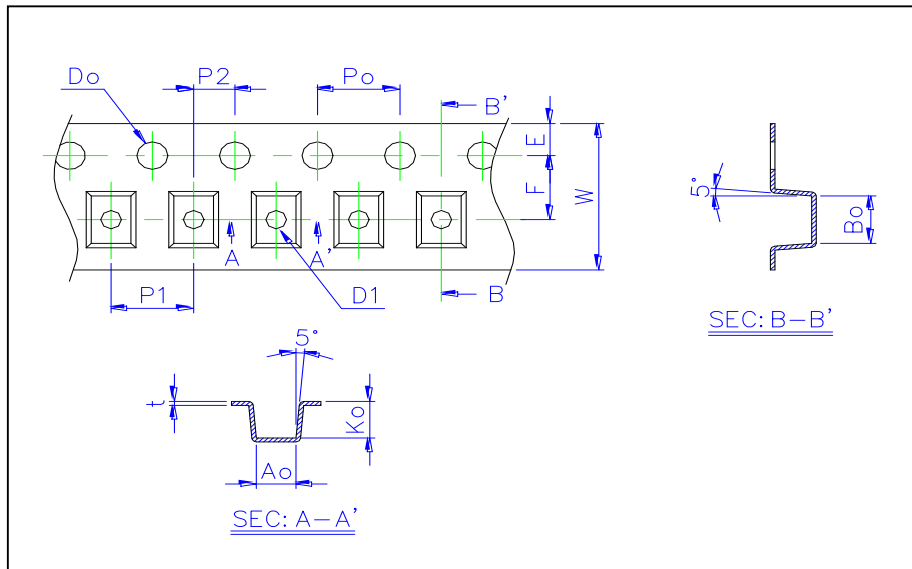 Do
P2
Po
B'
E
F
W
A
A'
P1
D1
B
5°
Bo
SEC: B-B'
5°
t
Ko
Ao
SEC: A-A'